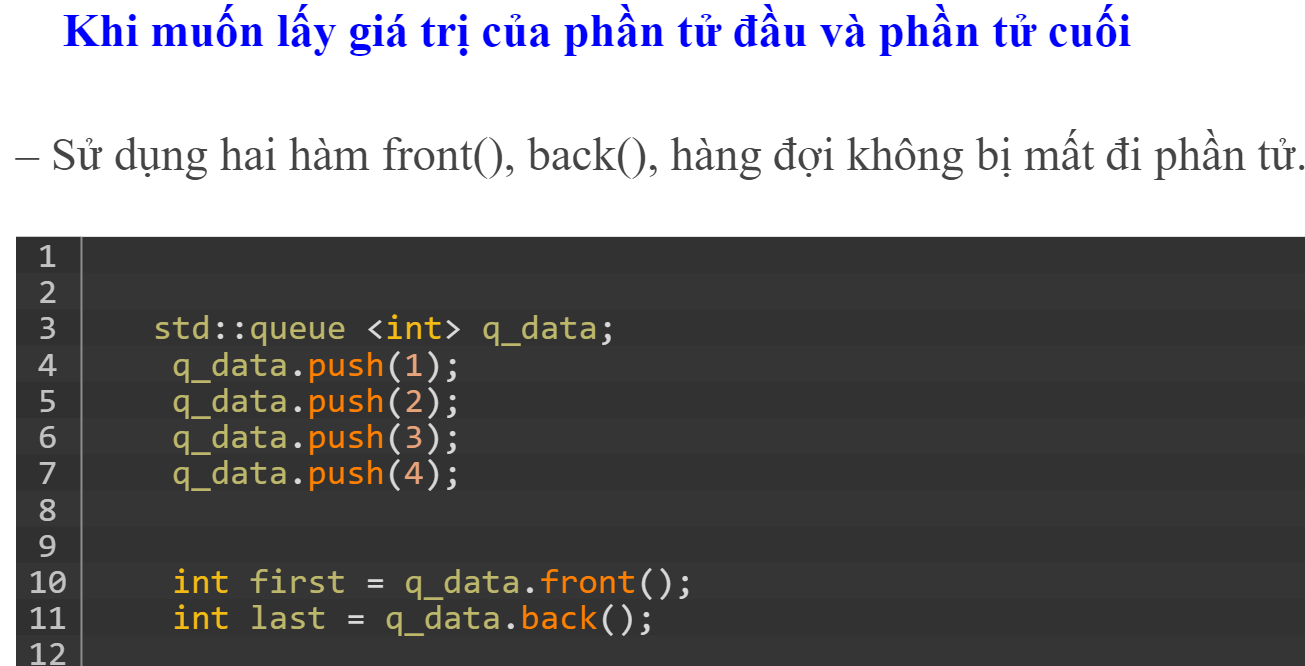 Khi muốn lấy giá trị của phần tử đầu và phần tử cuối
– Sử dụng hai hàm front(), back(), hàng đợi không bị mất đi phần tử.
1
2
3 std::queue <int> q_data;
4 q_data.push(1);
5 q_data.push(2);
6 q_data.push(3);
7 q_data.push(4);
8
9
10 int first = q_data.front();
11 int last = q_data.back();
12